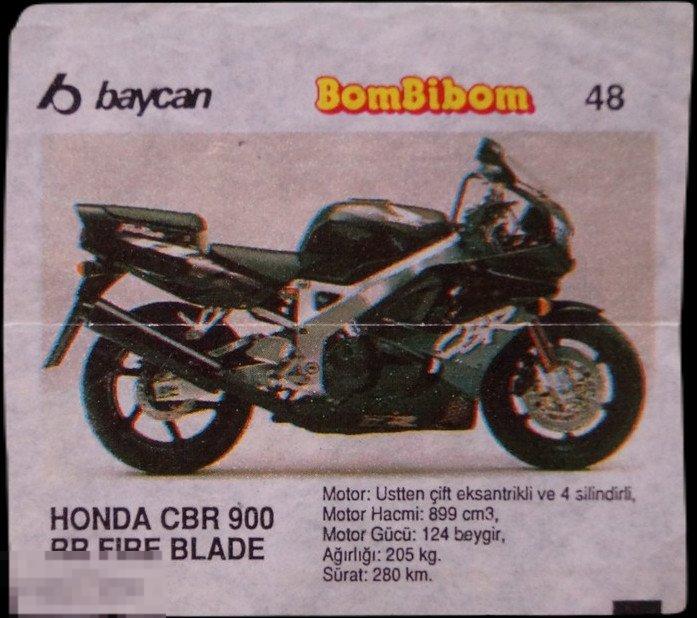 baycan BomBibom 48
HONDA CBR 900
RR FIRE BLADE
Motor: Ustten çift eksantrikli ve 4 silindirli,
Motor Hacmi: 899 cm3,
Motor Gücü: 124 beygir,
Ağırlığı: 205 kg.
Sürat: 280 km.